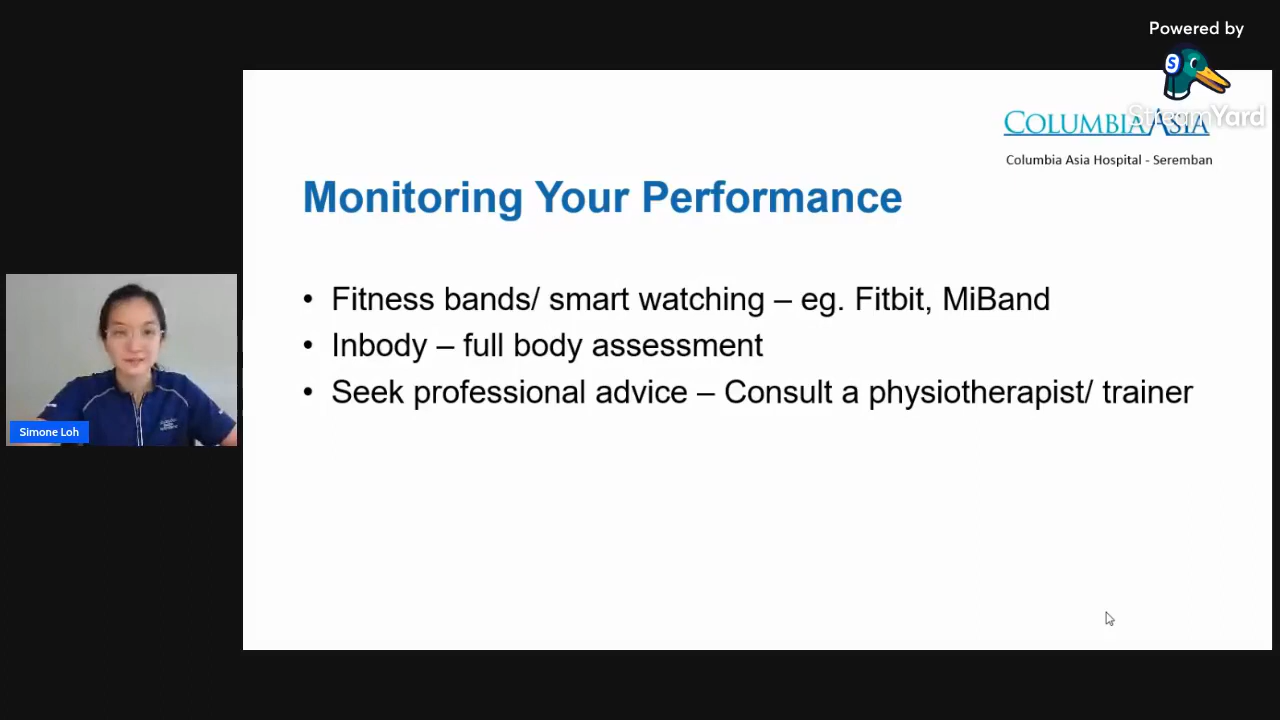 Powered by
StreamYard
COLUMBIA ASIA
Columbia Asia Hospital - Seremban
Monitoring Your Performance
• Fitness bands/ smart watching – eg. Fitbit, MiBand
• Inbody – full body assessment
• Seek professional advice – Consult a physiotherapist/ trainer
Simone Loh